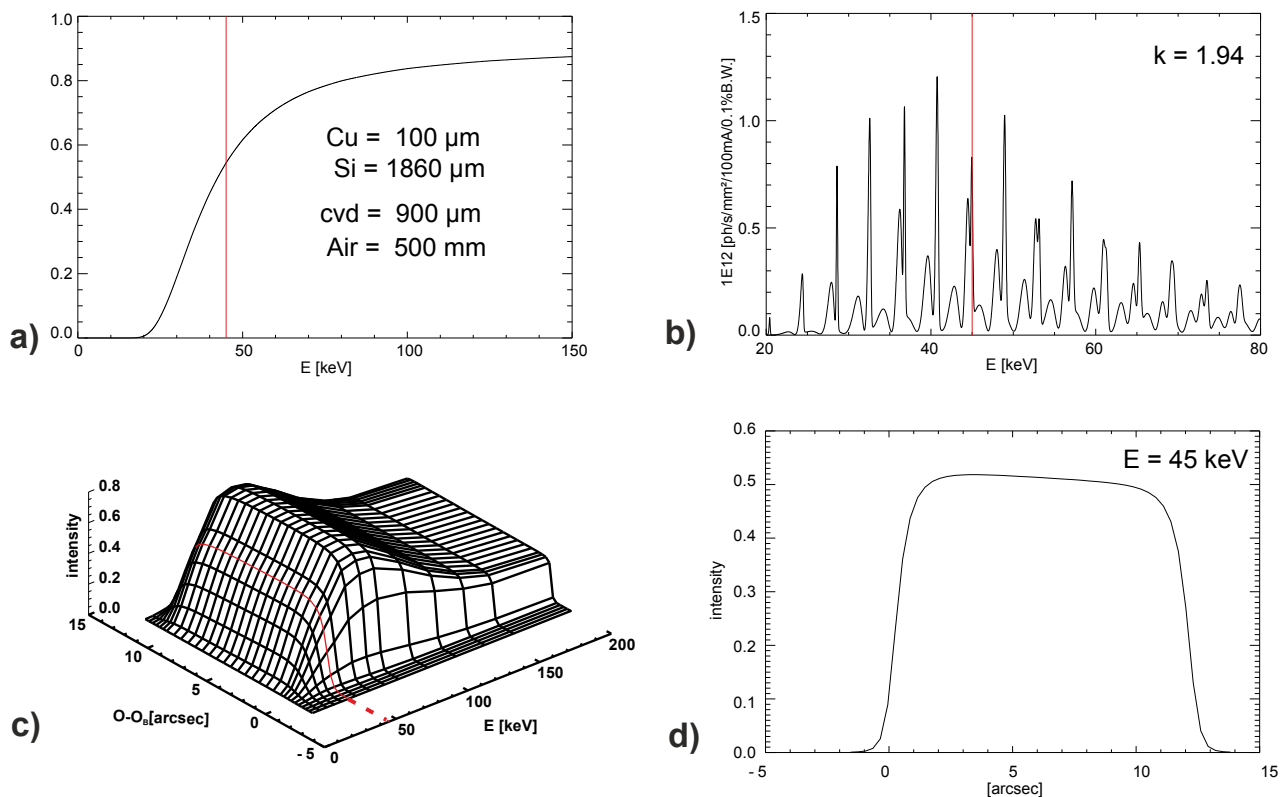 1.0
0.8
0.6
0.4
0.2
0.0
0
50
100
150
E [keV]
Cu = 100 µm
Si = 1860 µm
cvd = 900 µm
Air = 500 mm
a)
1E12 [ph/s/mm²/100mA/0.1%B.W.]
1.5
1.2
0.9
0.6
0.3
0.0
20
40
60
80
E [keV]
k = 1.94
b)
intensity
0.8
0.6
0.4
0.2
0.0
15
10
5
0
- 5
O-O_B[arcsec]
0
50
100
150
200
E [keV]
c)
intensity
0.6
0.5
0.4
0.3
0.2
0.1
0.0
- 5
0
5
10
15
[arcsec]
E = 45 keV
d)